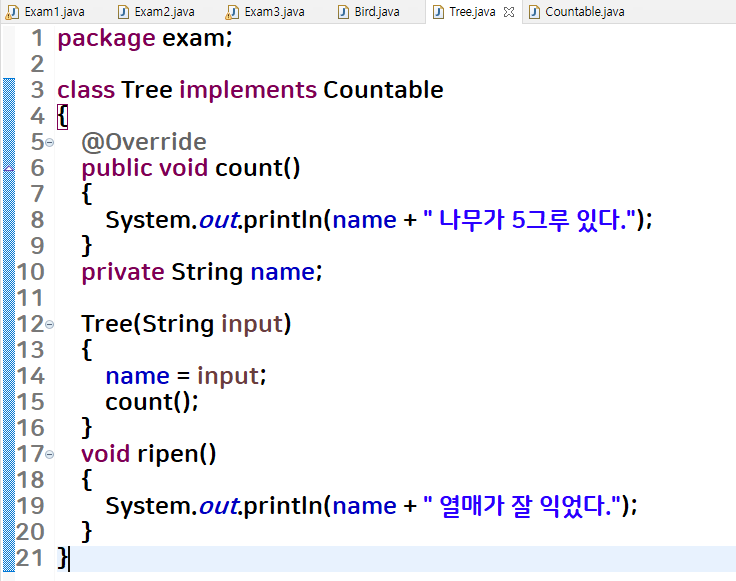 Exam1.java Exam2.java Exam3.java Bird.java Tree.java Countable.java
1 package exam;
2
3 class Tree implements Countable
4 {
5 @Override
6 public void count()
7 {
8 System.out.println(name + " 나무가 5그루 있다.");
9 }
10 private String name;
11
12 Tree(String input)
13 {
14 name = input;
15 count();
16 }
17 void ripen()
18 {
19 System.out.println(name + " 열매가 잘 익었다.");
20 }
21 }